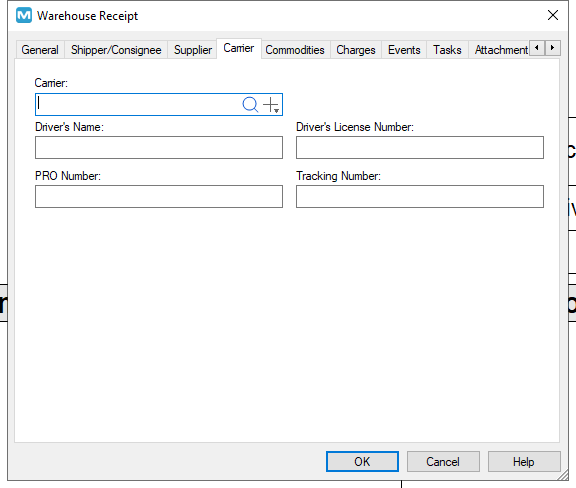 Warehouse Receipt
General Shipper/Consignee Supplier Carrier Commodities Charges Events Tasks Attachment
Carrier:
Driver's Name: Driver's License Number:
PRO Number: Tracking Number:
OK Cancel Help